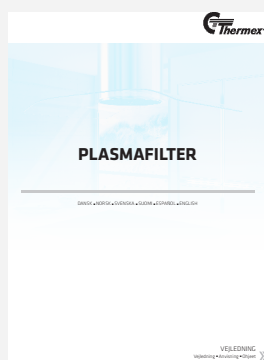 Thermex
PLASMAFILTER
DANSK • NORSK • SVENSKA • SUOMI • ESPAÑOL • ENGLISH
VEJLEDNING
Vejledning • Anvisning • Ohjeet